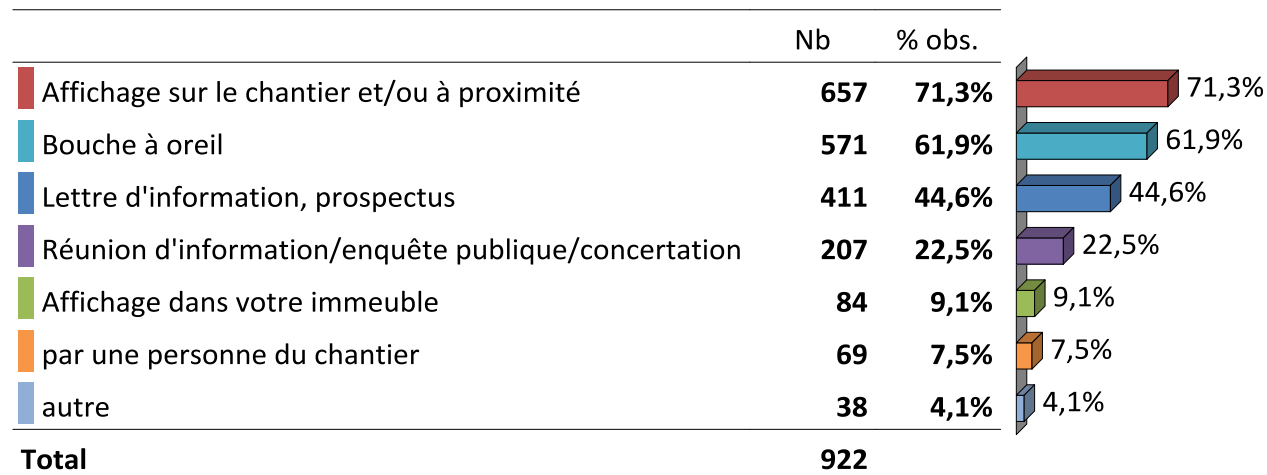 Nb % obs.
Affichage sur le chantier et/ou à proximité 657 71,3% 71,3%
Bouche à oreil 571 61,9% 61,9%
Lettre d'information, prospectus 411 44,6% 44,6%
Réunion d'information/enquête publique/concertation 207 22,5% 22,5%
Affichage dans votre immeuble 84 9,1% 9,1%
par une personne du chantier 69 7,5% 7,5%
autre 38 4,1% 4,1%
Total 922